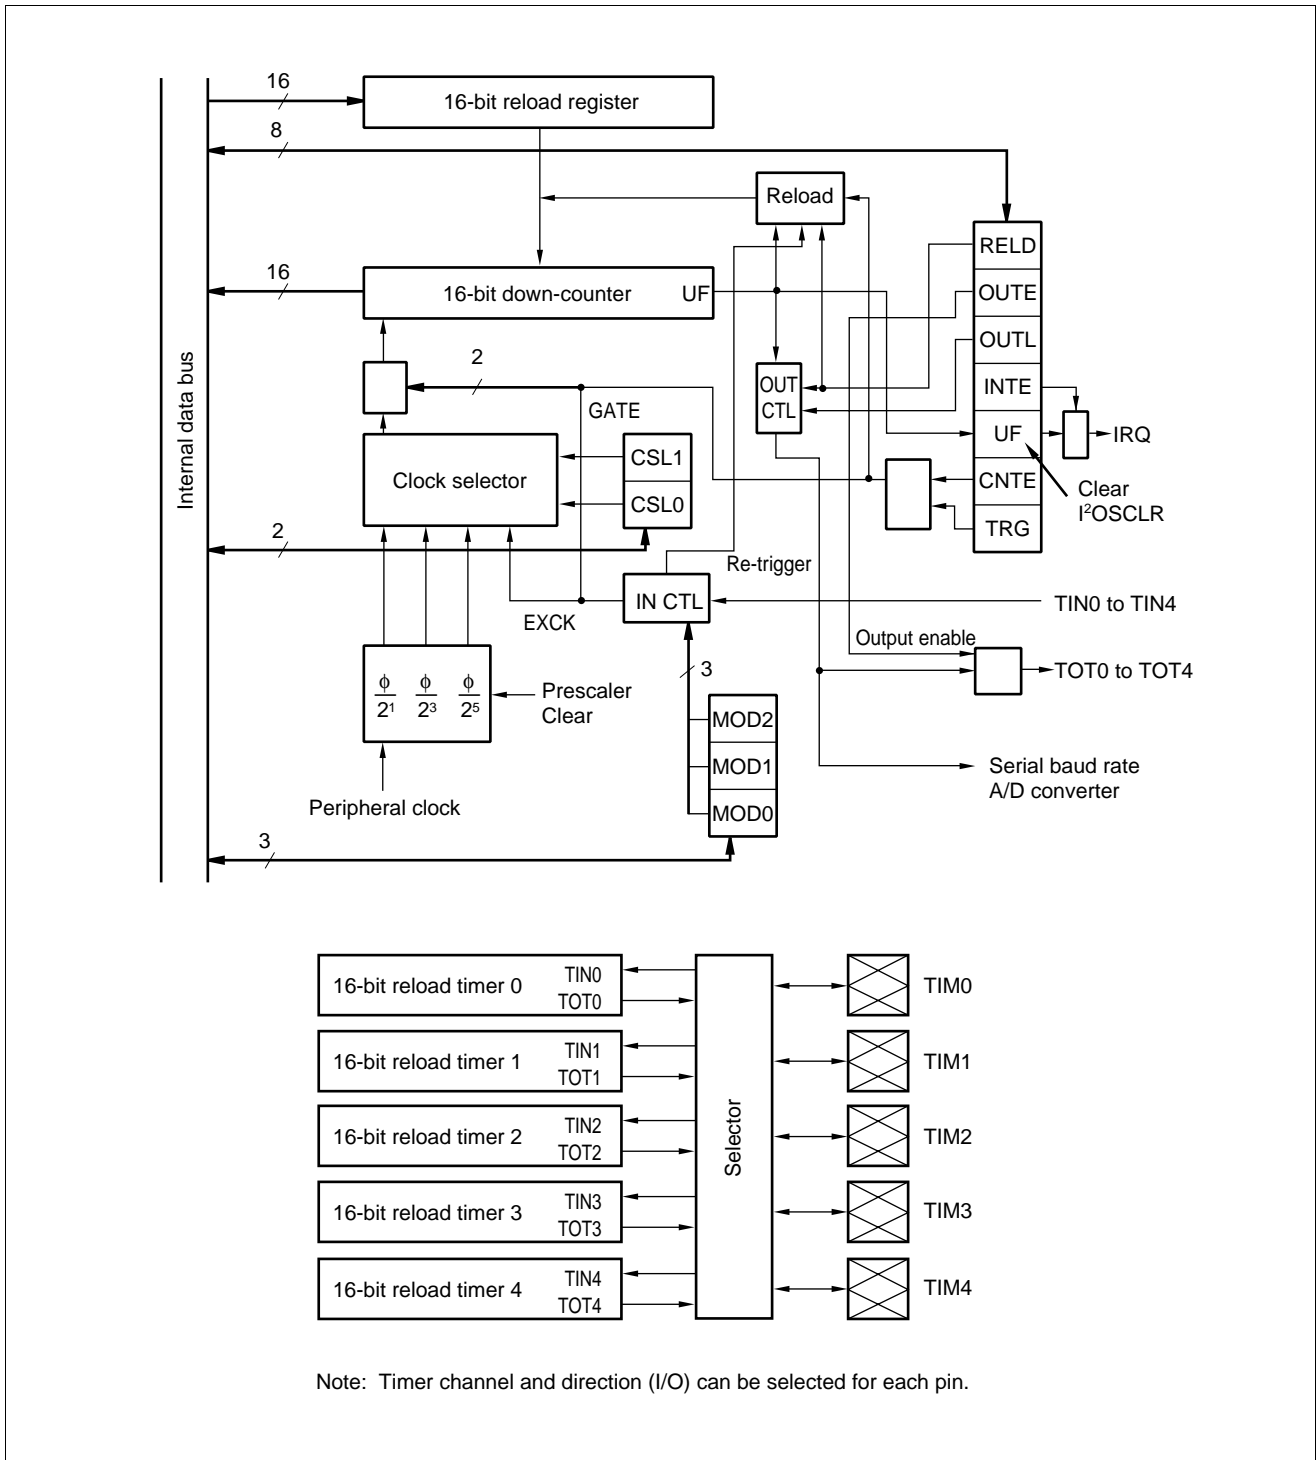 16
16-bit reload register
8
Reload
RELD
16
16-bit down-counter UF
OUTE
OUTL
Internal data bus
2
GATE
OUT
CTL
INTE
UF
IRQ
CSL1
Clock selector
CSL0
CNTE
Clear
I²OSCLR
TRG
2
Re-trigger
IN CTL
TIN0 to TIN4
EXCK
Output enable
3
TOT0 to TOT4
ϕ
2¹
ϕ
2³
ϕ
2⁵
Prescaler
Clear
MOD2
MOD1
MOD0
Serial baud rate
A/D converter
Peripheral clock
3
16-bit reload timer 0
TIN0
TOT0
TIM0
16-bit reload timer 1
TIN1
TOT1
TIM1
16-bit reload timer 2
TIN2
TOT2
Selector
TIM2
16-bit reload timer 3
TIN3
TOT3
TIM3
16-bit reload timer 4
TIN4
TOT4
TIM4
Note: Timer channel and direction (I/O) can be selected for each pin.